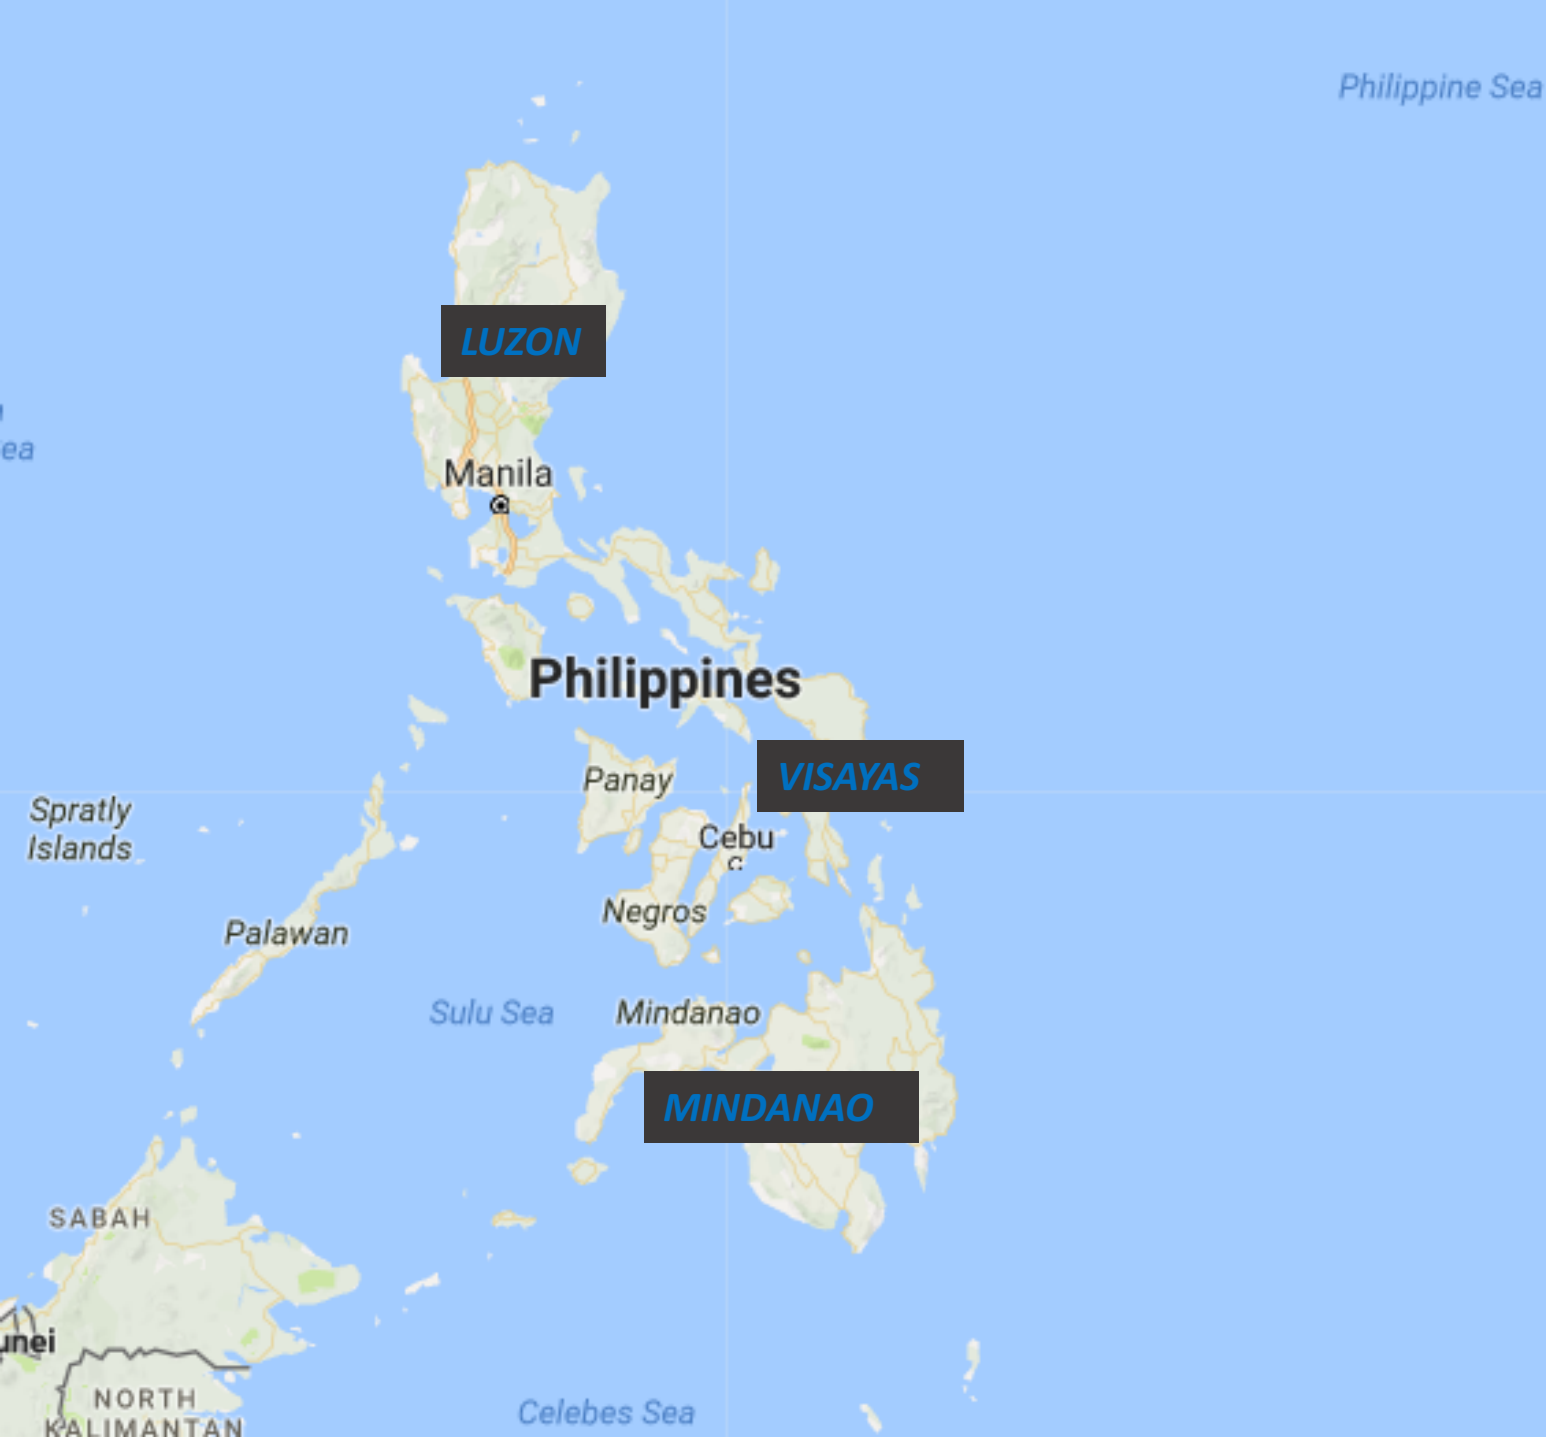 Philippine Sea
LUZON
ea
Manila
Philippines
VISAYAS
Panay
Spratly
Islands
Cebu
Negros
Palawan
Sulu Sea
Mindanao
MINDANAO
SABAH
unei
NORTH
KALIMANTAN
Celebes Sea